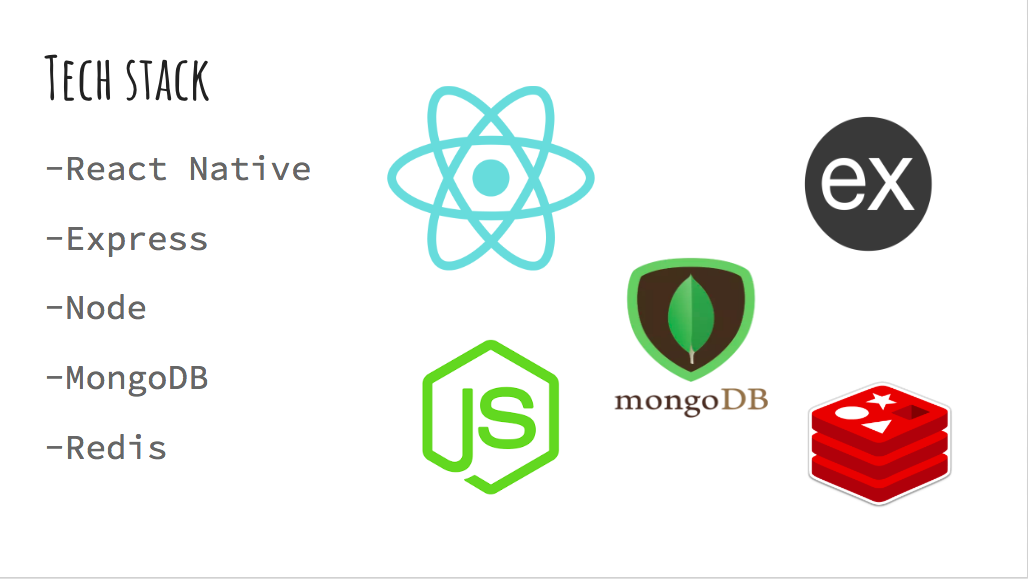 Tech stack
-React Native
-Express
-Node
-MongoDB
-Redis
ex
JS
mongoDB